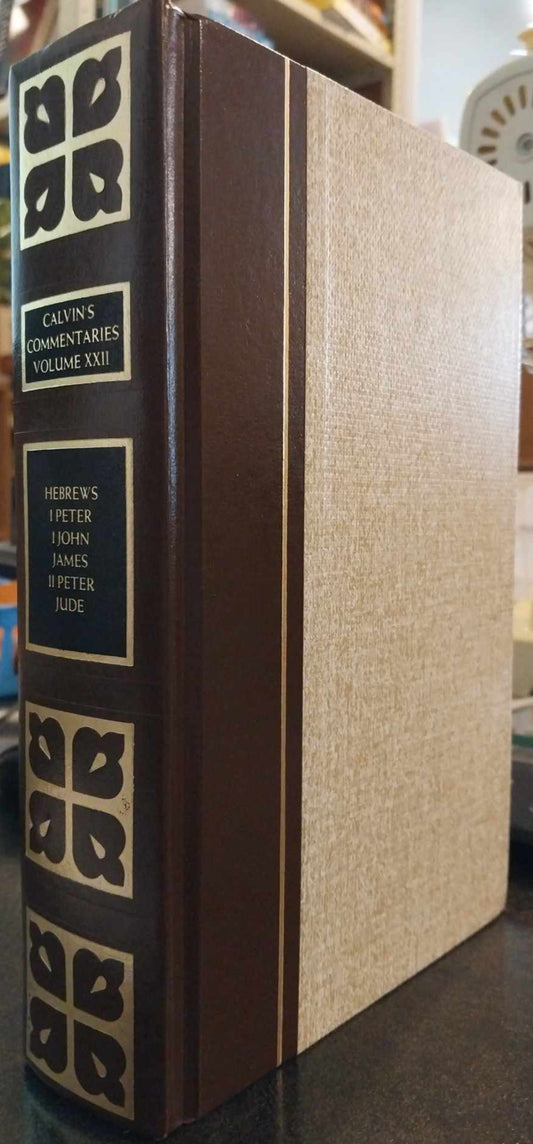 CALVIN'S
COMMENTARIES
VOLUME XXII
HEBREWS
I PETER
I JOHN
JAMES
II PETER
JUDE